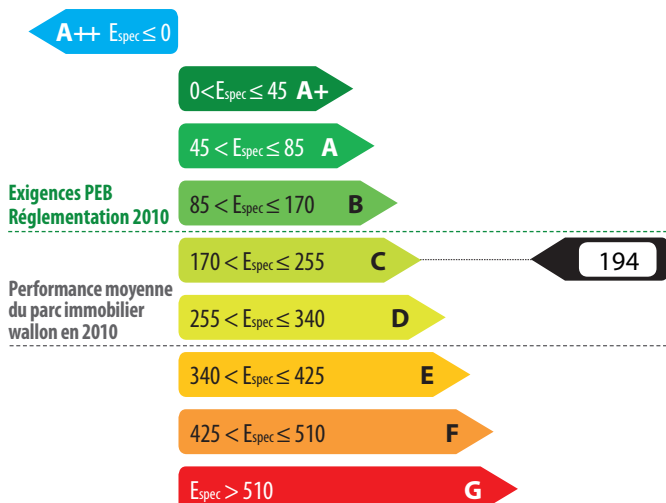 A++ Espec ≤ 0
0<Espec ≤ 45 A+
45 < Espec ≤ 85 A
Exigences PEB
Réglementation 2010
85 < Espec ≤ 170 B
170 < Espec ≤ 255 C
194
Performance moyenne
du parc immobilier
wallon en 2010
255 < Espec ≤ 340 D
340 < Espec ≤ 425 E
425 < Espec ≤ 510 F
Espec > 510 G